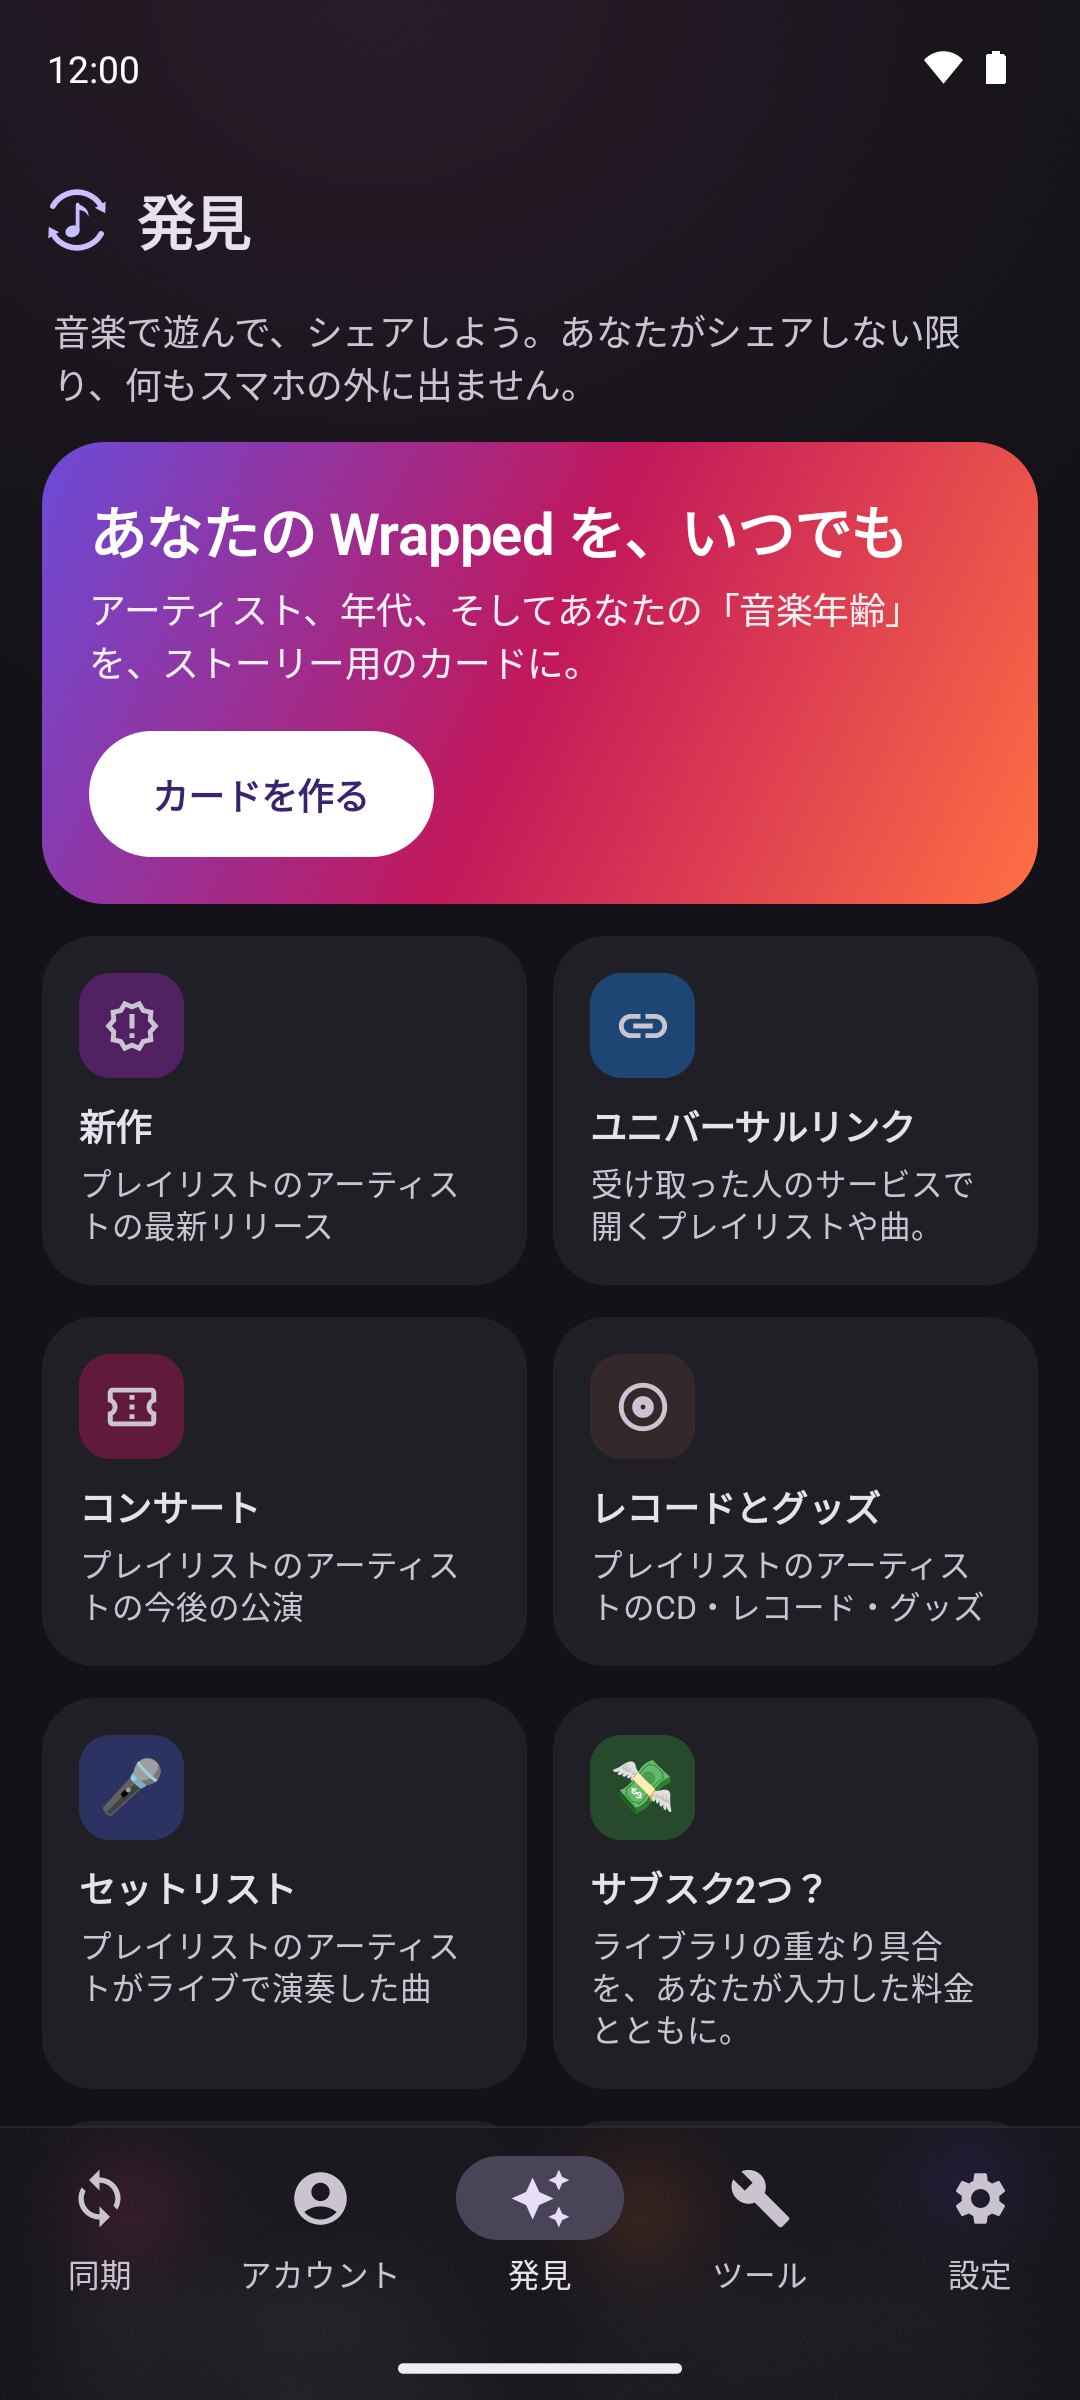 12:00
発見
音楽で遊んで、シェアしよう。あなたがシェアしない限
り、何もスマホの外に出ません。
あなたの Wrapped を、いつでも
アーティスト、年代、そしてあなたの「音楽年齢」
を、ストーリー用のカードに。
カードを作る
新作
プレイリストのアーティス
トの最新リリース
ユニバーサルリンク
受け取った人のサービスで
開くプレイリストや曲。
コンサート
プレイリストのアーティス
トの今後の公演
レコードとグッズ
プレイリストのアーティス
トのCD・レコード・グッズ
セットリスト
プレイリストのアーティス
トがライブで演奏した曲
サブスク2つ？
ライブラリの重なり具合
を、あなたが入力した料金
とともに。
同期
アカウント
発見
ツール
設定